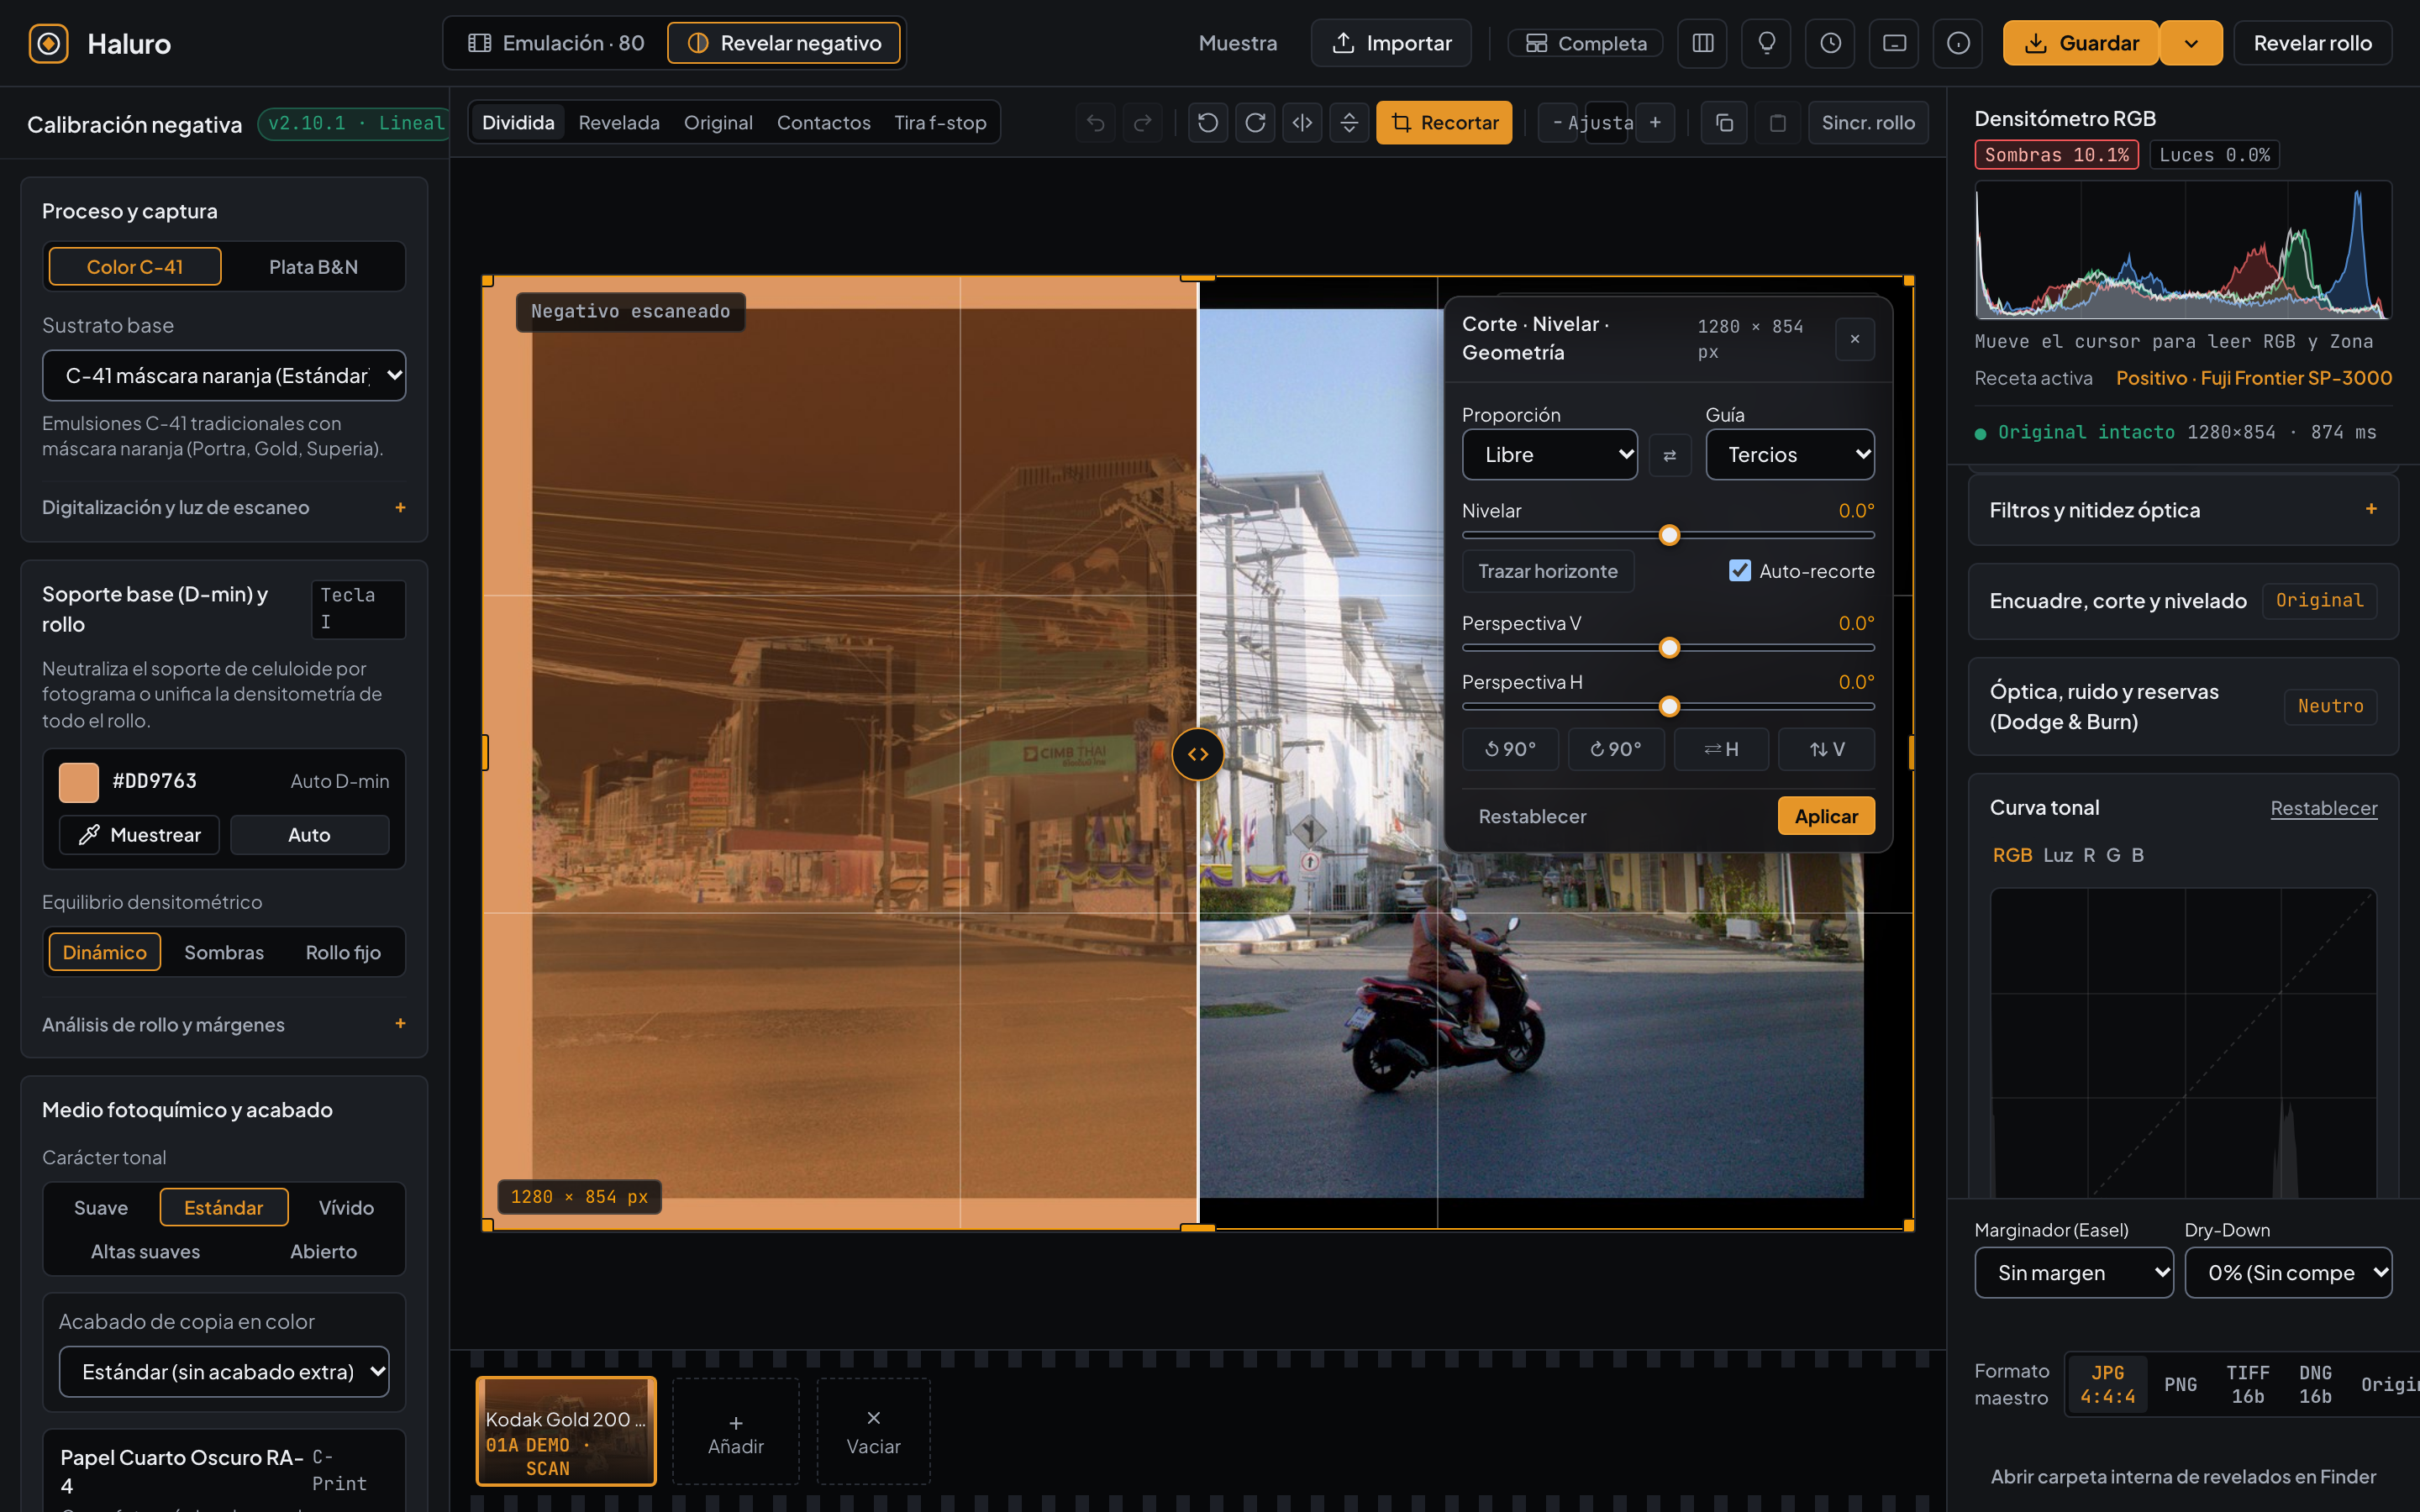 Haluro
Emulación · 80
Revelar negativo
Muestra
Importar
Completa
Guardar
Revelar rollo
Calibración negativa
v2.10.1 · Lineal
Dividida
Revelada
Original
Contactos
Tira f-stop
Recortar
- Ajusta +
Sincr. rollo
Proceso y captura
Color C-41
Plata B&N
Sustrato base
C-41 máscara naranja (Estándar)
Emulsiones C-41 tradicionales con
máscara naranja (Portra, Gold, Superia).
Digitalización y luz de escaneo +
Soporte base (D-min) y
rollo
Tecla
I
Neutraliza el soporte de celuloide por
fotograma o unifica la densitometría de
todo el rollo.
#DD9763
Auto D-min
Muestrear
Auto
Equilibrio densitométrico
Dinámico
Sombras
Rollo fijo
Análisis de rollo y márgenes +
Medio fotoquímico y acabado
Carácter tonal
Suave
Estándar
Vívido
Altas suaves
Abierto
Acabado de copia en color
Estándar (sin acabado extra)
Papel Cuarto Oscuro RA-
4
C-
Print
Negativo escaneado
CIMB THAI
1280 × 854 px
Corte · Nivelar ·
Geometría
1280 × 854
px
×
Proporción
Guía
Libre
⇄
Tercios
Nivelar
0.0°
Trazar horizonte
Auto-recorte
Perspectiva V
0.0°
Perspectiva H
0.0°
↺ 90°
↻ 90°
⇄ H
⇅ V
Restablecer
Aplicar
Kodak Gold 200 ...
01A DEMO ·
SCAN
+
Añadir
×
Vaciar
Densitómetro RGB
Sombras 10.1%
Luces 0.0%
Mueve el cursor para leer RGB y Zona
Receta activa
Positivo · Fuji Frontier SP-3000
Original intacto 1280×854 · 874 ms
Filtros y nitidez óptica +
Encuadre, corte y nivelado
Original
Óptica, ruido y reservas
(Dodge & Burn)
Neutro
Curva tonal
Restablecer
RGB Luz R G B
Marginador (Easel)
Dry-Down
Sin margen
0% (Sin compe
Formato
maestro
JPG
4:4:4
PNG
TIFF
16b
DNG
16b
Origin
Abrir carpeta interna de revelados en Finder